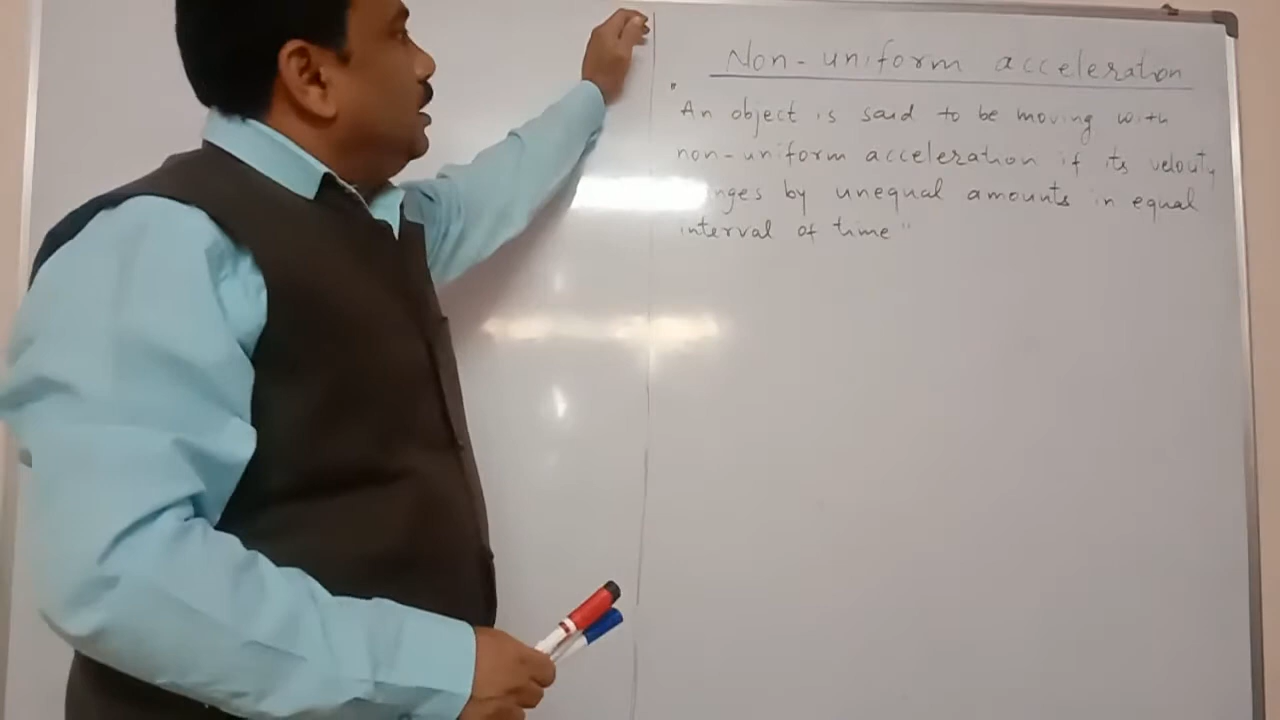 Non-uniform acceleration
"An object is said to be moving with
non-uniform acceleration if its velocity
by unequal amounts in equal
interval of time"